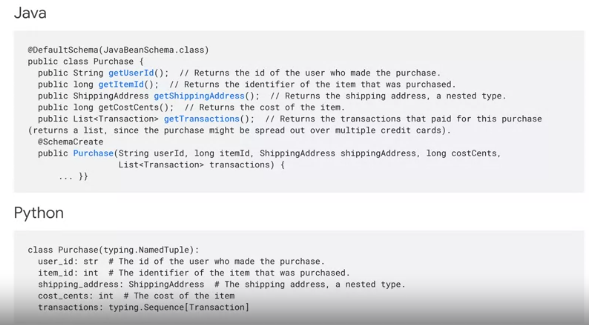 Java
@DefaultSchema(JavaBeanSchema.class)
public class Purchase {
public String getUserId();  // Returns the id of the user who made the purchase.
public long getItemId();  // Returns the identifier of the item that was purchased.
public ShippingAddress getShippingAddress();  // Returns the shipping address, a nested type.
public long getCostCents();  // Returns the cost of the item.
public List<Transaction> getTransactions();  // Returns the transactions that paid for this purchase
(returns a list, since the purchase might be spread out over multiple credit cards).
@SchemaCreate
public Purchase(String userId, long itemId, ShippingAddress shippingAddress, long costCents,
List<Transaction> transactions) {
... }}
Python
class Purchase(typing.NamedTuple):
user_id: str  # The id of the user who made the purchase.
item_id: int  # The identifier of the item that was purchased.
shipping_address: ShippingAddress  # The shipping address, a nested type.
cost_cents: int  # The cost of the item
transactions: typing.Sequence[Transaction]